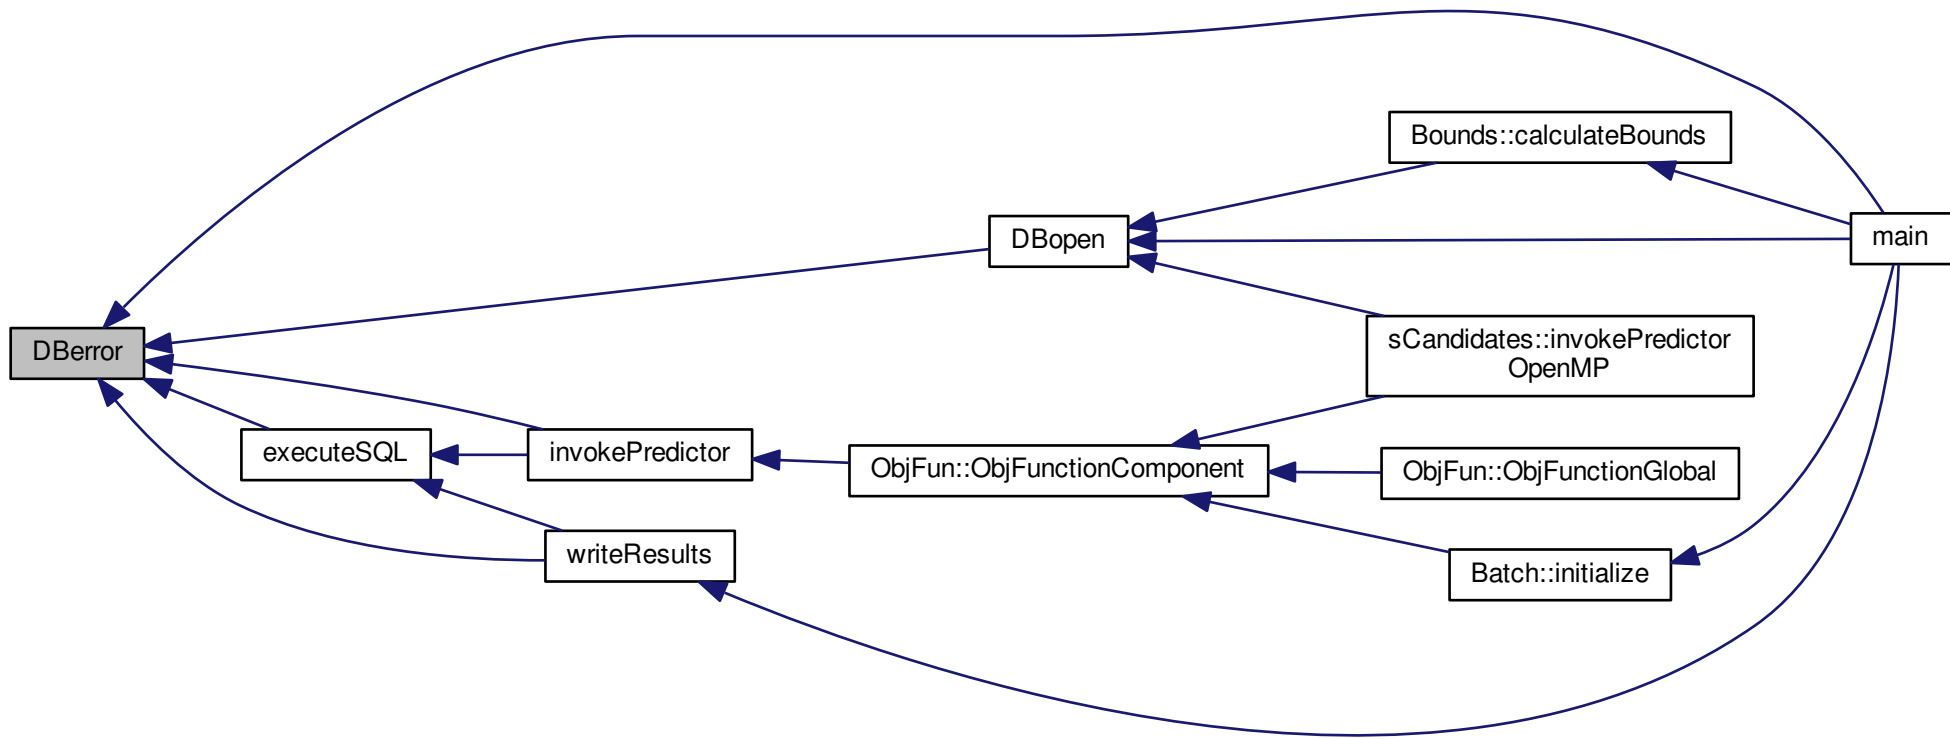 Bounds::calculateBounds
DBopen
main
DBerror
sCandidates::invokePredictor
OpenMP
executeSQL
invokePredictor
ObjFun::ObjFunctionComponent
ObjFun::ObjFunctionGlobal
writeResults
Batch::initialize